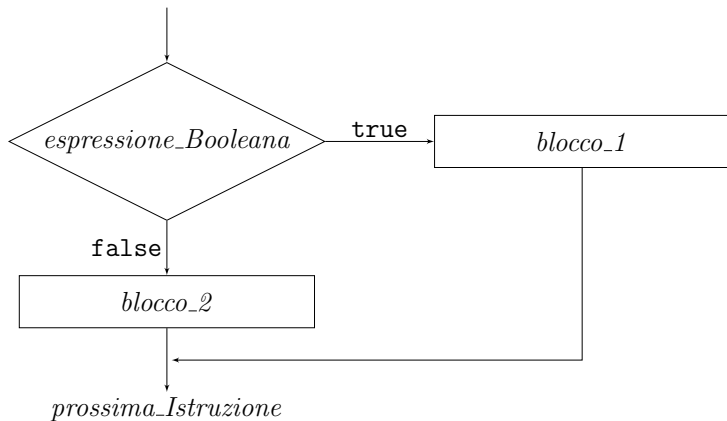 espressione_Booleana
true
blocco_1
false
blocco_2
prossima_Istruzione